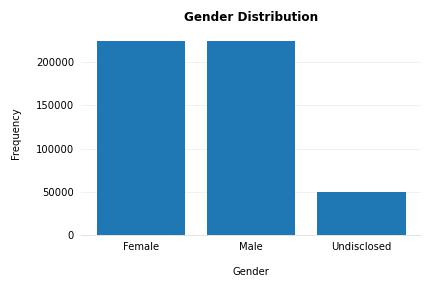 Gender Distribution
Frequency
200000
150000
100000
50000
0
Female Male Undisclosed
Gender